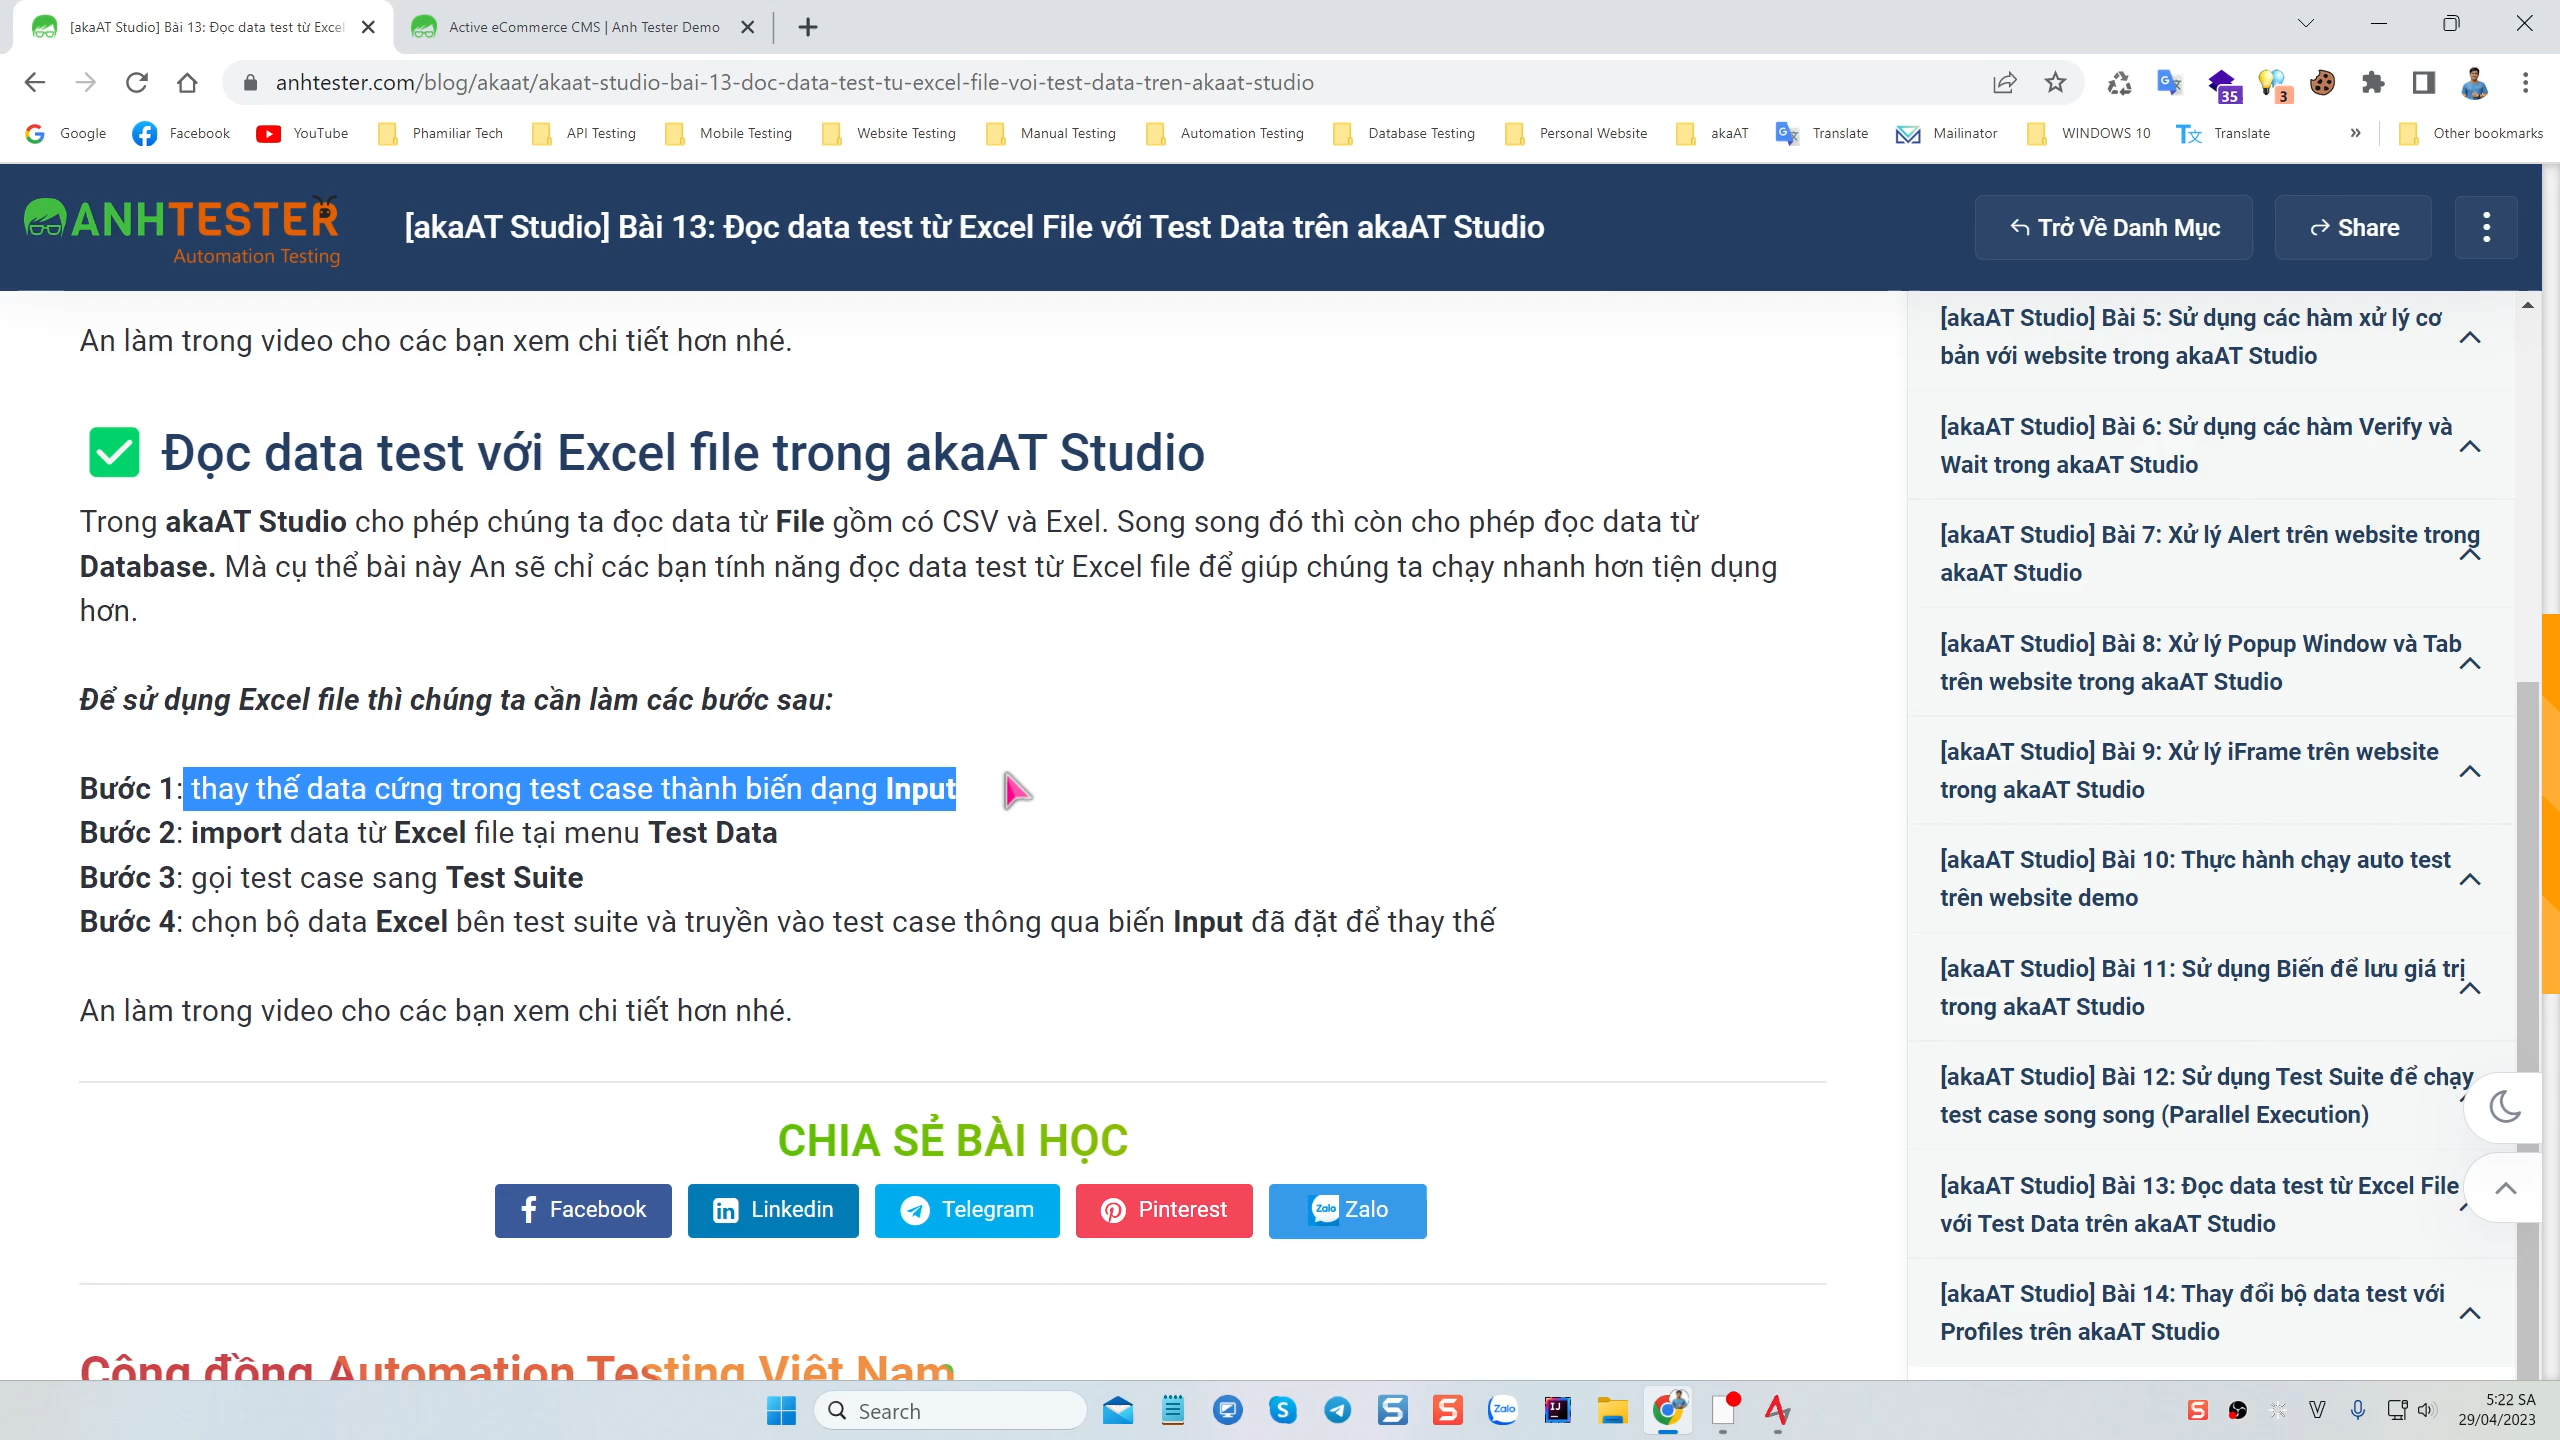 [akaAT Studio] Bài 13: Đọc data test từ Excel
Active eCommerce CMS | Anh Tester Demo
anhtester.com/blog/akaat/akaat-studio-bai-13-doc-data-test-tu-excel-file-voi-test-data-tren-akaat-studio
35
3
Google
Facebook
YouTube
Phamiliar Tech
API Testing
Mobile Testing
Website Testing
Manual Testing
Automation Testing
Database Testing
Personal Website
akaAT
Translate
Mailinator
WINDOWS 10
Translate
»
Other bookmarks
ANHTESTER
Automation Testing
[akaAT Studio] Bài 13: Đọc data test từ Excel File với Test Data trên akaAT Studio
Trở Về Danh Mục
Share
An làm trong video cho các bạn xem chi tiết hơn nhé.
Đọc data test với Excel file trong akaAT Studio
Trong akaAT Studio cho phép chúng ta đọc data từ File gồm có CSV và Exel. Song song đó thì còn cho phép đọc data từ
Database. Mà cụ thể bài này An sẽ chỉ các bạn tính năng đọc data test từ Excel file để giúp chúng ta chạy nhanh hơn tiện dụng
hơn.
Để sử dụng Excel file thì chúng ta cần làm các bước sau:
Bước 1: thay thế data cứng trong test case thành biến dạng Input
Bước 2: import data từ Excel file tại menu Test Data
Bước 3: gọi test case sang Test Suite
Bước 4: chọn bộ data Excel bên test suite và truyền vào test case thông qua biến Input đã đặt để thay thế
An làm trong video cho các bạn xem chi tiết hơn nhé.
CHIA SẺ BÀI HỌC
Facebook
Linkedin
Telegram
Pinterest
Zalo
Zalo
Cộng đồng Automation Testing Việt Nam
[akaAT Studio] Bài 5: Sử dụng các hàm xử lý cơ
bản với website trong akaAT Studio
[akaAT Studio] Bài 6: Sử dụng các hàm Verify và
Wait trong akaAT Studio
[akaAT Studio] Bài 7: Xử lý Alert trên website trong
akaAT Studio
[akaAT Studio] Bài 8: Xử lý Popup Window và Tab
trên website trong akaAT Studio
[akaAT Studio] Bài 9: Xử lý iFrame trên website
trong akaAT Studio
[akaAT Studio] Bài 10: Thực hành chạy auto test
trên website demo
[akaAT Studio] Bài 11: Sử dụng Biến để lưu giá trị
trong akaAT Studio
[akaAT Studio] Bài 12: Sử dụng Test Suite để chạy
test case song song (Parallel Execution)
[akaAT Studio] Bài 13: Đọc data test từ Excel File
với Test Data trên akaAT Studio
[akaAT Studio] Bài 14: Thay đổi bộ data test với
Profiles trên akaAT Studio
Search
Zalo
IJ
V
5:22 SA
29/04/2023